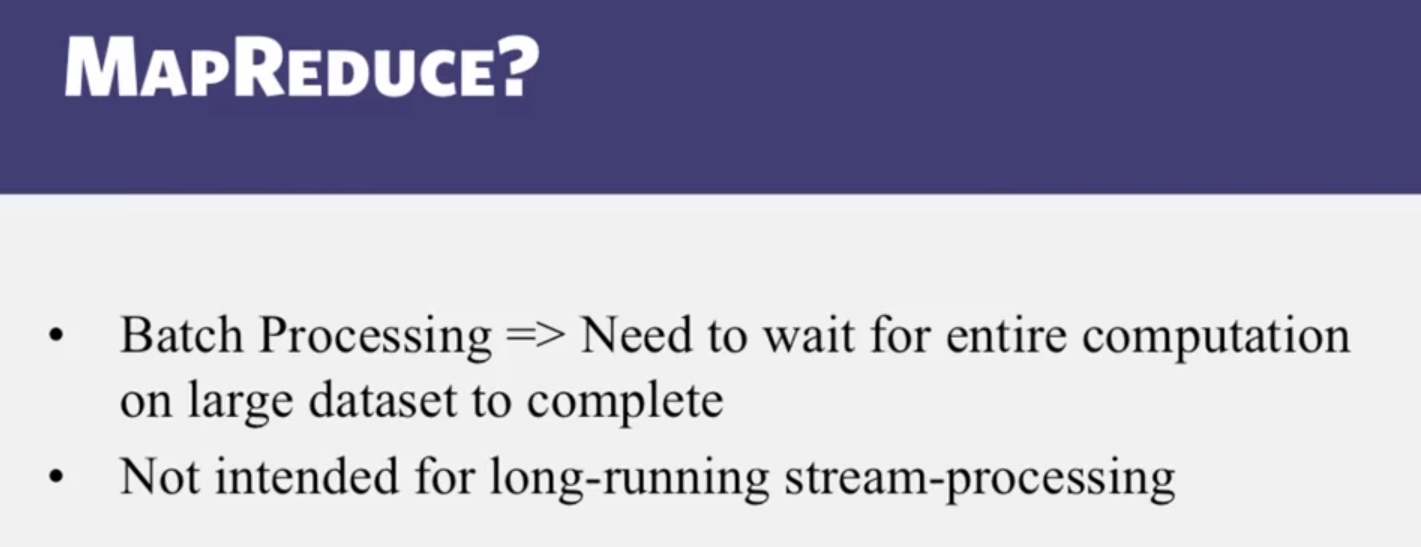 MAPREDUCE?
• Batch Processing => Need to wait for entire computation
on large dataset to complete
• Not intended for long-running stream-processing